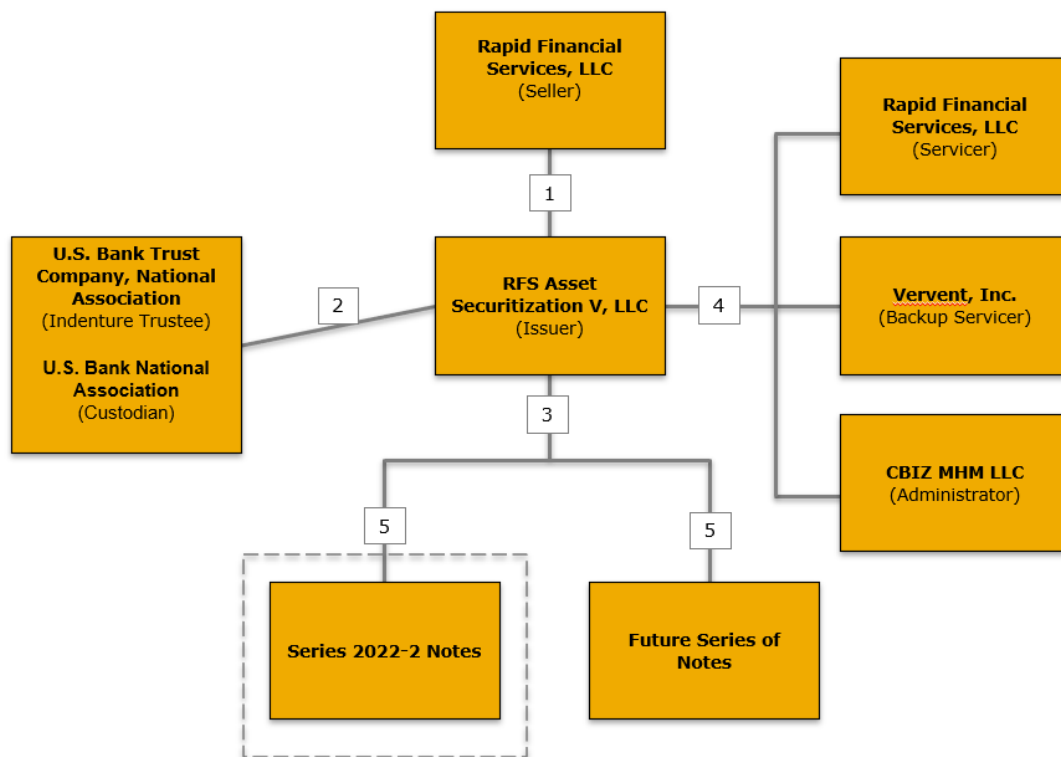 Rapid Financial
Services, LLC
(Seller)
Rapid Financial
Services, LLC
(Servicer)
1
U.S. Bank Trust
Company, National
Association
(Indenture Trustee)
U.S. Bank National
Association
(Custodian)
2
RFS Asset
Securitization V, LLC
(Issuer)
4
Vervent, Inc.
(Backup Servicer)
3
CBIZ MHM LLC
(Administrator)
5
5
Series 2022-2 Notes
Future Series of
Notes